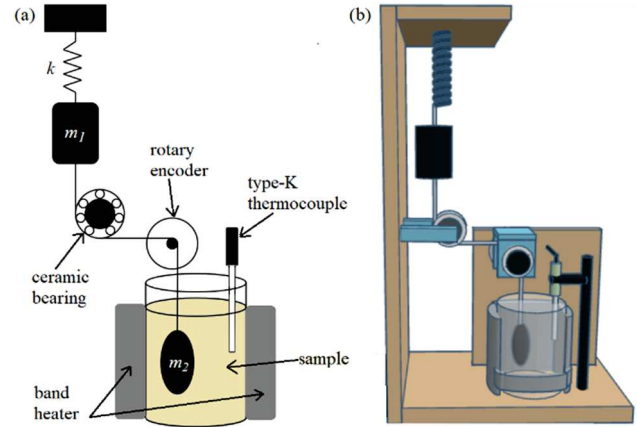 (a)
k
m1
rotary
encoder
type-K
thermocouple
ceramic
bearing
m2
sample
band
heater
(b)